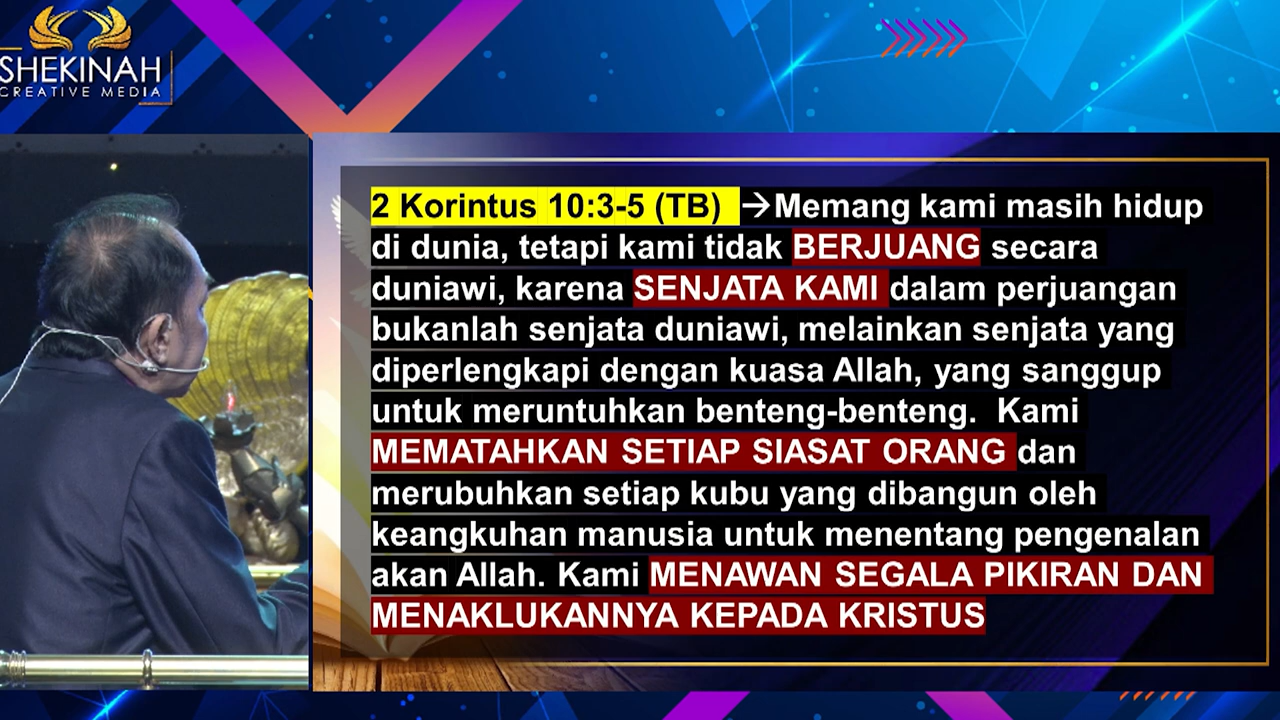 SHEKINAH
CREATIVE MEDIA
2 Korintus 10:3-5 (TB) →Memang kami masih hidup
di dunia, tetapi kami tidak BERJUANG secara
duniawi, karena SENJATA KAMI dalam perjuangan
bukanlah senjata duniawi, melainkan senjata yang
diperlengkapi dengan kuasa Allah, yang sanggup
untuk meruntuhkan benteng-benteng. Kami
MEMATAHKAN SETIAP SIASAT ORANG dan
merubuhkan setiap kubu yang dibangun oleh
keangkuhan manusia untuk menentang pengenalan
akan Allah. Kami MENAWAN SEGALA PIKIRAN DAN
MENAKLUKANNYA KEPADA KRISTUS